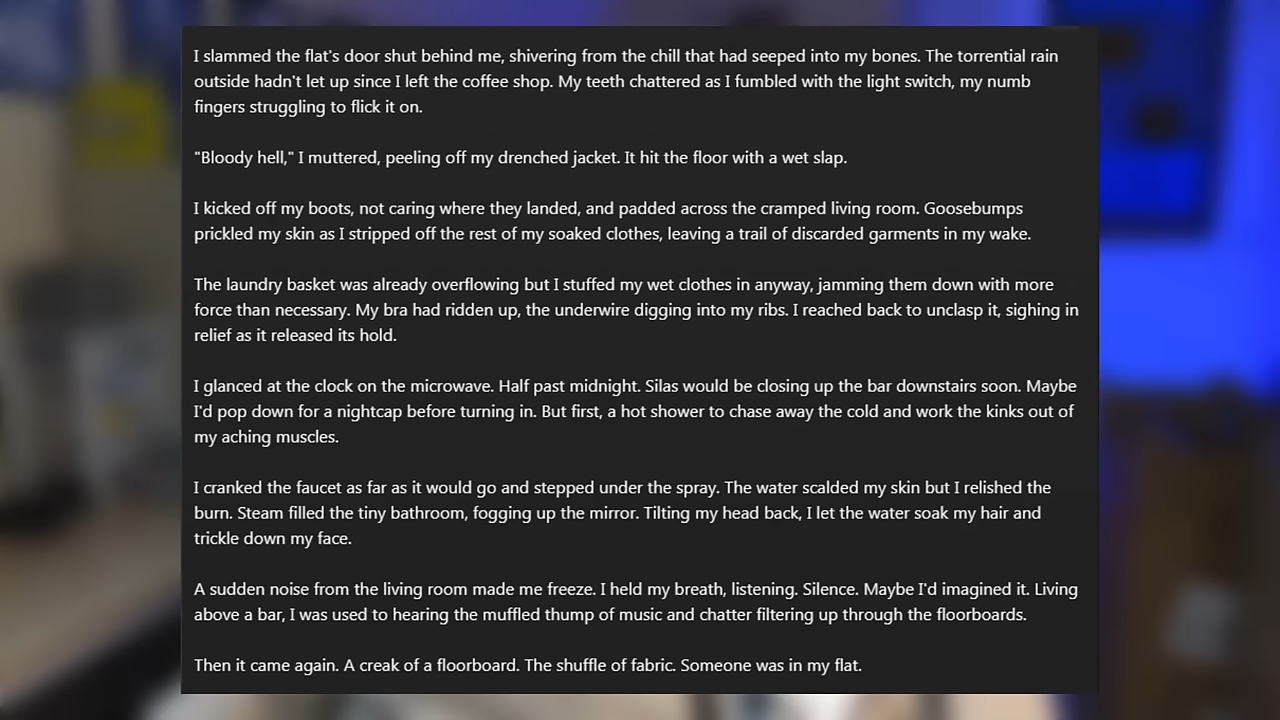 I slammed the flat's door shut behind me, shivering from the chill that had seeped into my bones. The torrential rain
outside hadn't let up since I left the coffee shop. My teeth chattered as I fumbled with the light switch, my numb
fingers struggling to flick it on.
"Bloody hell," I muttered, peeling off my drenched jacket. It hit the floor with a wet slap.
I kicked off my boots, not caring where they landed, and padded across the cramped living room. Goosebumps
prickled my skin as I stripped off the rest of my soaked clothes, leaving a trail of discarded garments in my wake.
The laundry basket was already overflowing but I stuffed my wet clothes in anyway, jamming them down with more
force than necessary. My bra had ridden up, the underwire digging into my ribs. I reached back to unclasp it, sighing in
relief as it released its hold.
I glanced at the clock on the microwave. Half past midnight. Silas would be closing up the bar downstairs soon. Maybe
I'd pop down for a nightcap before turning in. But first, a hot shower to chase away the cold and work the kinks out of
my aching muscles.
I cranked the faucet as far as it would go and stepped under the spray. The water scalded my skin but I relished the
burn. Steam filled the tiny bathroom, fogging up the mirror. Tilting my head back, I let the water soak my hair and
trickle down my face.
A sudden noise from the living room made me freeze. I held my breath, listening. Silence. Maybe I'd imagined it. Living
above a bar, I was used to hearing the muffled thump of music and chatter filtering up through the floorboards.
Then it came again. A creak of a floorboard. The shuffle of fabric. Someone was in my flat.